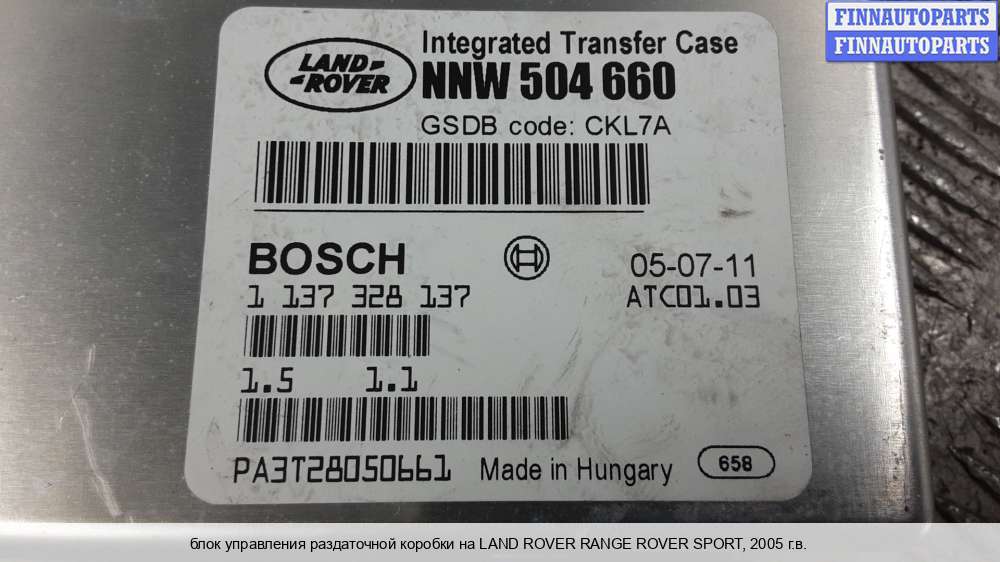 FINNAUTOPARTS
FINNAUTOPARTS
LAND
ROVER
Integrated Transfer Case
NNW 504 660
GSDB code: CKL7A
BOSCH
05-07-11
1 137 328 137
ATC01.03
1.5 1.1
PA3T28050661
Made in Hungary
658
блок управления раздаточной коробки на LAND ROVER RANGE ROVER SPORT, 2005 г.в.